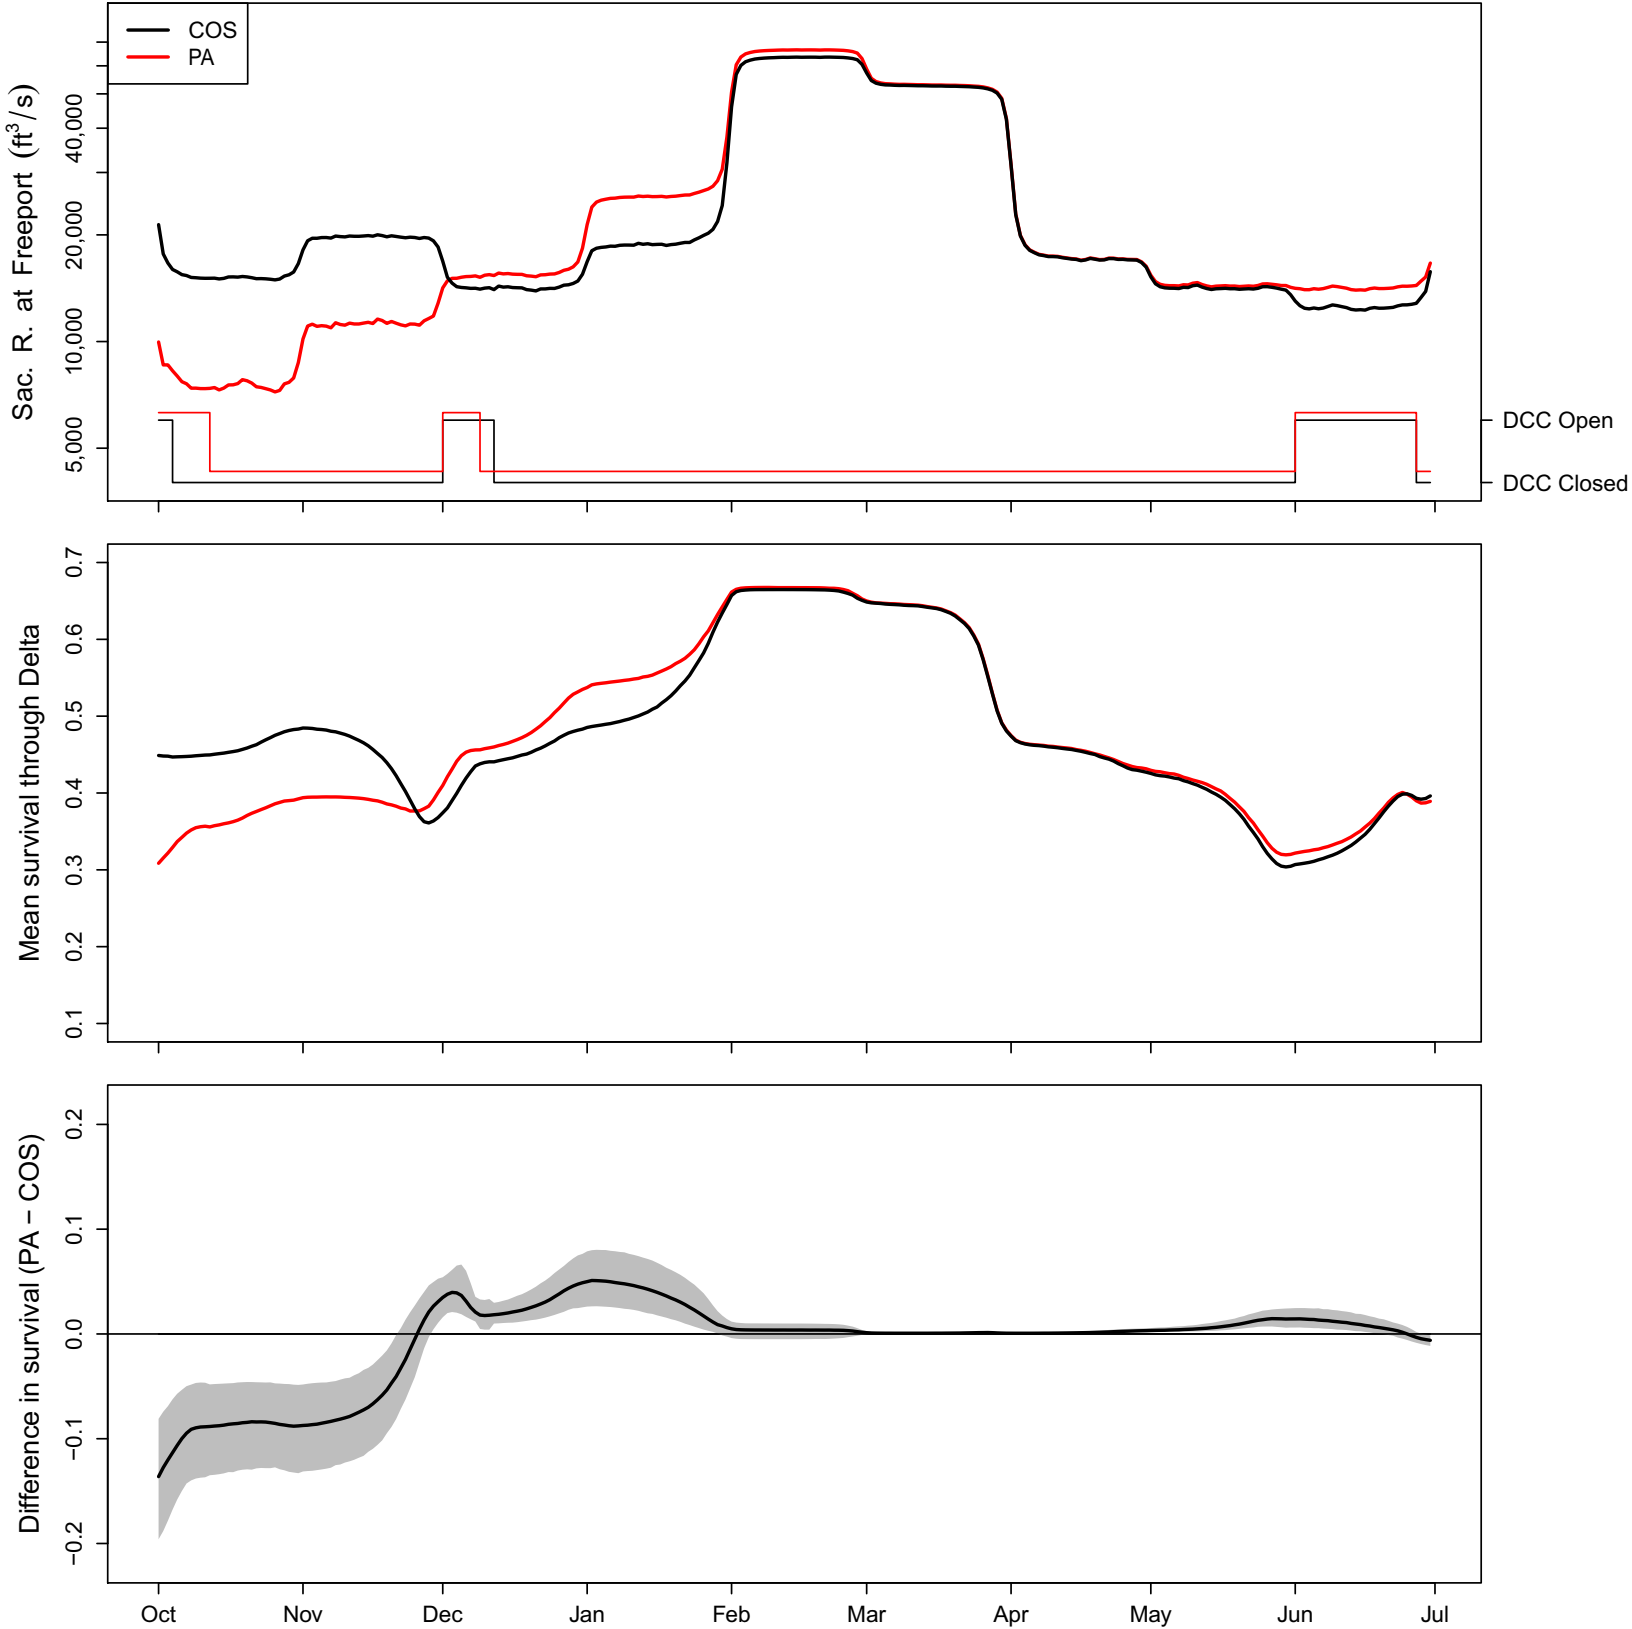 COS
PA
Sac. R. at Freeport (ft³/s)
40,000
20,000
10,000
5,000
DCC Open
DCC Closed
Mean survival through Delta
0.7
0.6
0.5
0.4
0.3
0.2
0.1
Difference in survival (PA − COS)
0.2
0.1
0.0
−0.1
−0.2
Oct Nov Dec Jan Feb Mar Apr May Jun Jul